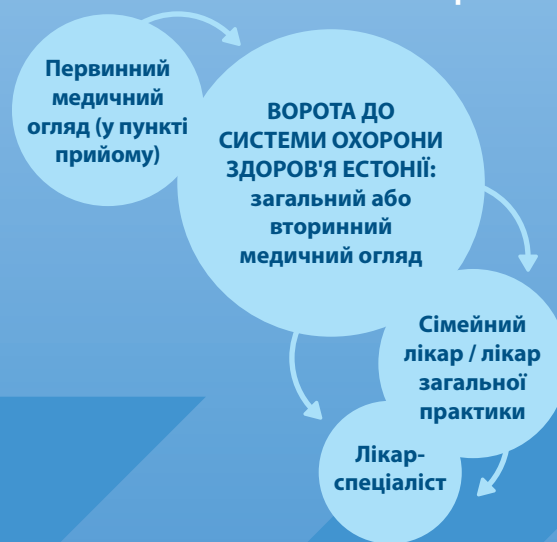 Первинний
медичний
огляд (у пункті
прийому)
ВОРОТА ДО
СИСТЕМИ ОХОРОНИ
ЗДОРОВ'Я ЕСТОНІЇ:
загальний або
вторинний
медичний огляд
Сімейний
лікар / лікар
загальної
практики
Лікар-
спеціаліст